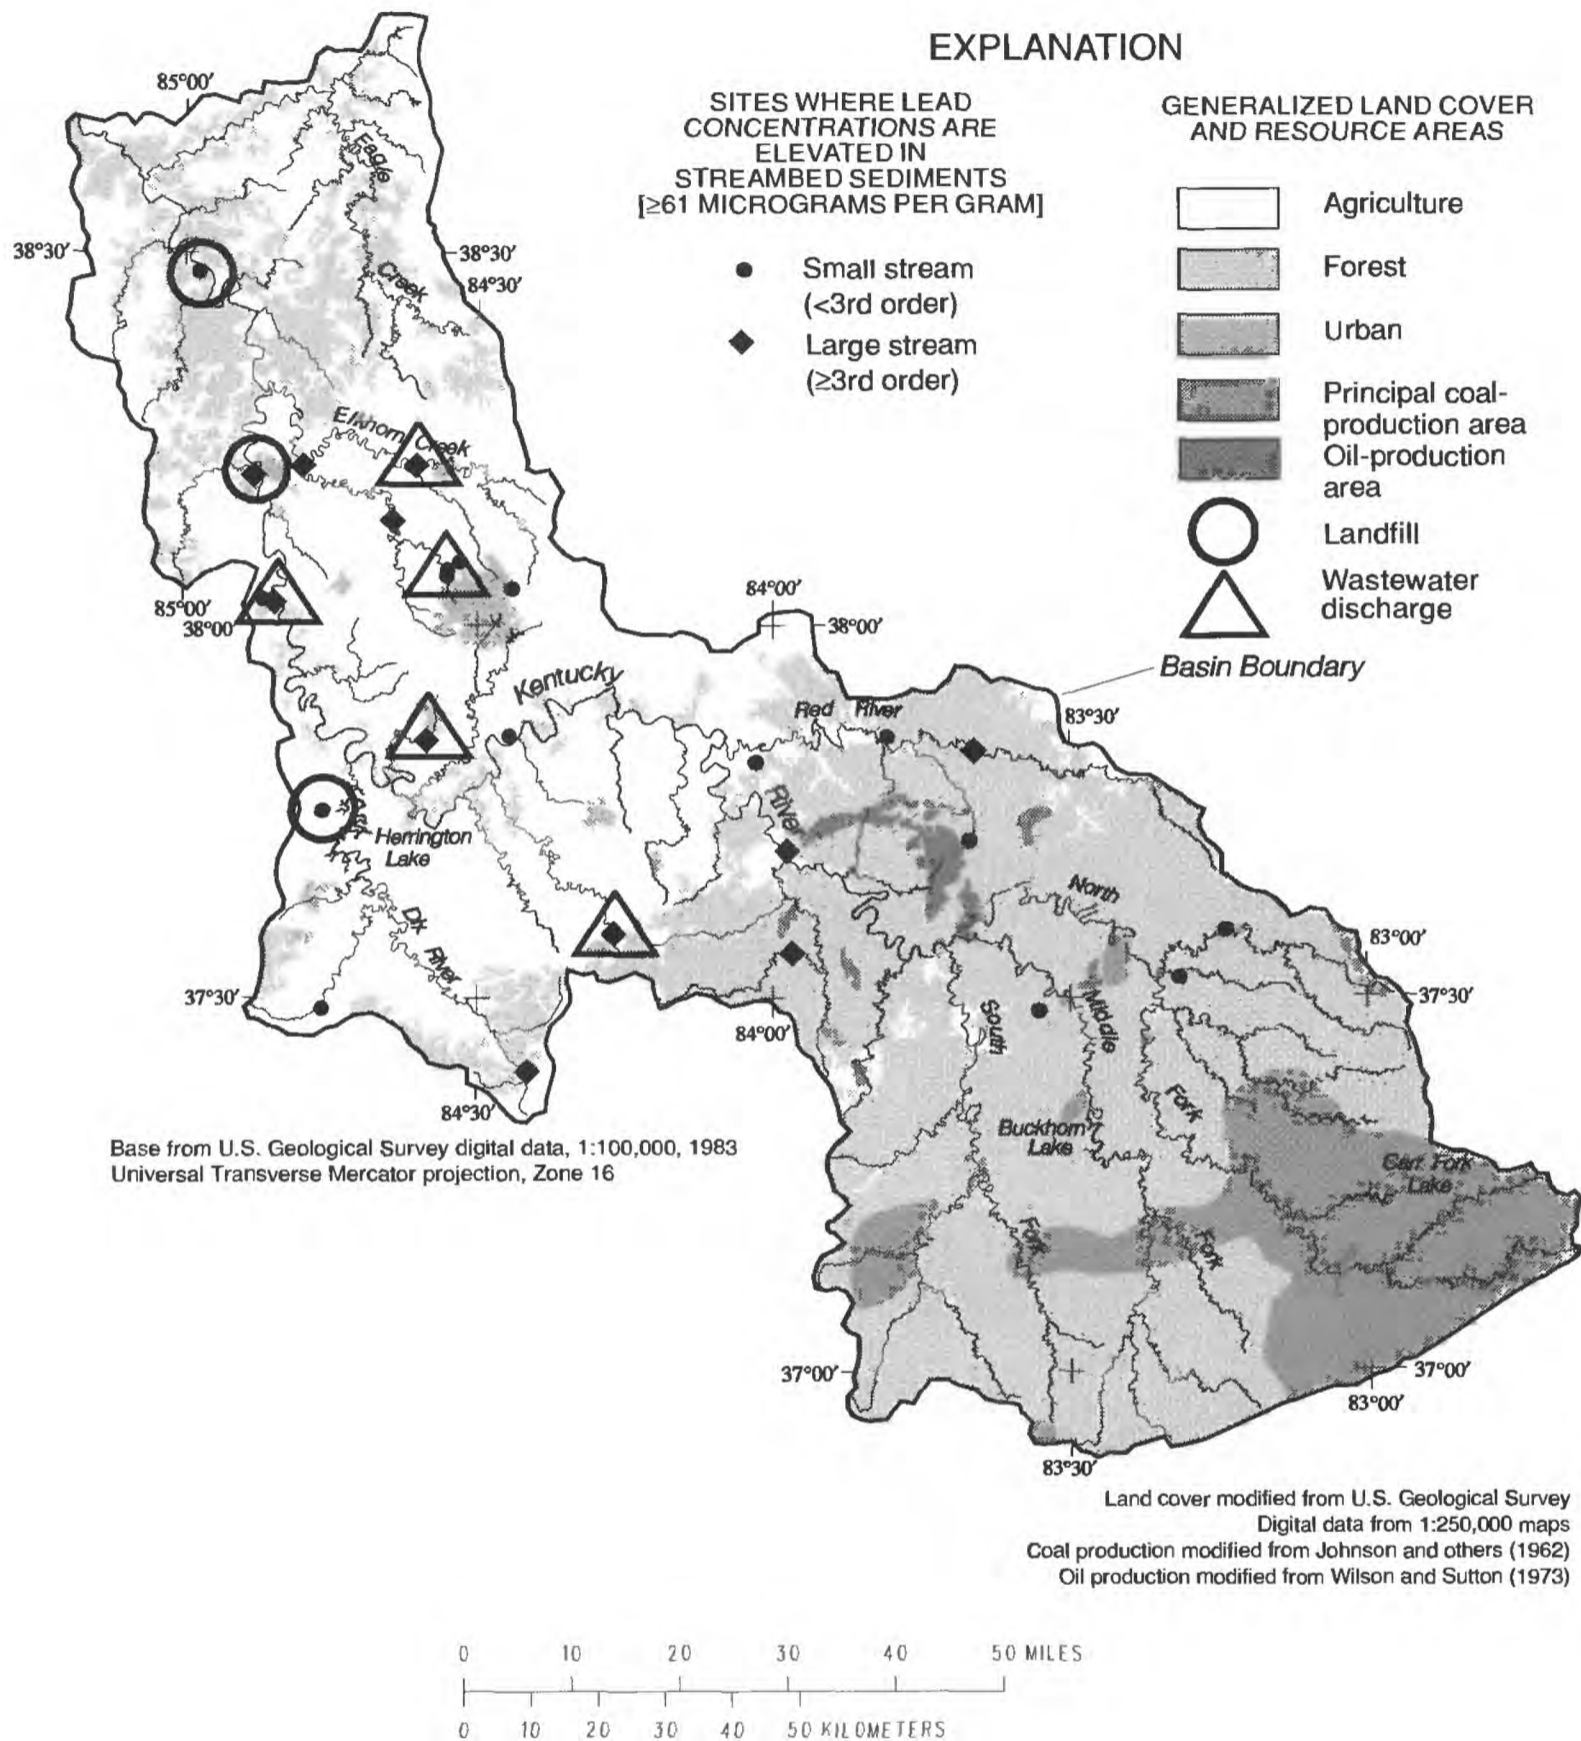 EXPLANATION
SITES WHERE LEAD
CONCENTRATIONS ARE
ELEVATED IN
STREAMBED SEDIMENTS
[≥61 MICROGRAMS PER GRAM]
Small stream
(<3rd order)
Large stream
(≥3rd order)
GENERALIZED LAND COVER
AND RESOURCE AREAS
Agriculture
Forest
Urban
Principal coal-
production area
Oil-production
area
Landfill
Wastewater
discharge
Basin Boundary
85°00′
38°30′
Eagle
Creek
38°30′
84°30′
Elkhorn Creek
85°00′
38°00′
84°00′
38°00′
Kentucky
Red River
83°30′
River
Herrington
Lake
Dix River
North
83°00′
37°30′
37°30′
84°00′
South
Middle
84°30′
Fork
Buckhorn
Lake
Carr Fork
Lake
Fork
Fork
37°00′
37°00′
83°00′
83°30′
Base from U.S. Geological Survey digital data, 1:100,000, 1983
Universal Transverse Mercator projection, Zone 16
Land cover modified from U.S. Geological Survey
Digital data from 1:250,000 maps
Coal production modified from Johnson and others (1962)
Oil production modified from Wilson and Sutton (1973)
0 10 20 30 40 50 MILES
0 10 20 30 40 50 KILOMETERS